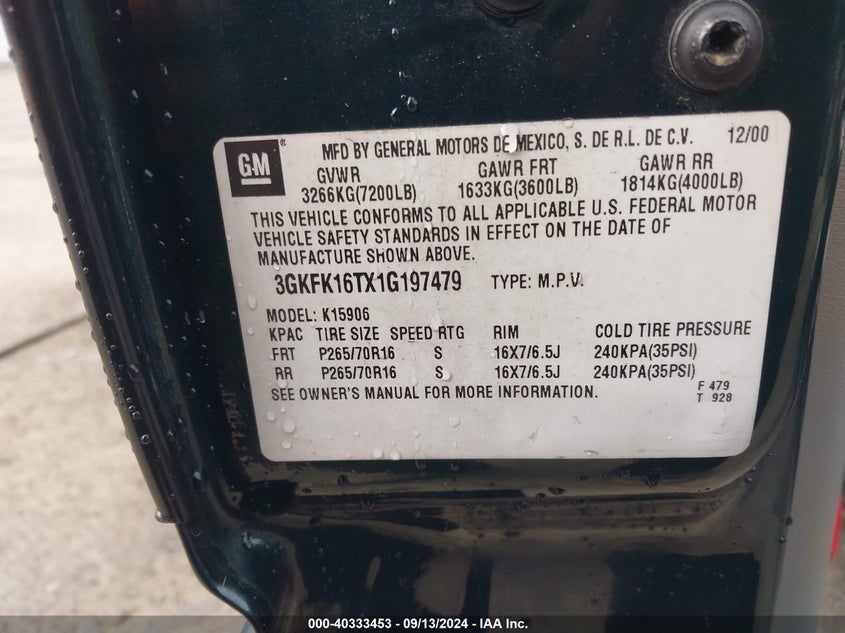 GM ® MFD BY GENERAL MOTORS DE MEXICO, S. DE R.L. DE C.V. 12/00
GVWR GAWR FRT GAWR RR
3266KG(7200LB) 1633KG(3600LB) 1814KG(4000LB)
THIS VEHICLE CONFORMS TO ALL APPLICABLE U.S. FEDERAL MOTOR
VEHICLE SAFETY STANDARDS IN EFFECT ON THE DATE OF
MANUFACTURE SHOWN ABOVE.
3GKFK16TX1G197479 TYPE: M.P.V.
MODEL: K15906
KPAC TIRE SIZE SPEED RTG RIM COLD TIRE PRESSURE
FRT P265/70R16 S 16X7/6.5J 240KPA(35PSI)
RR P265/70R16 S 16X7/6.5J 240KPA(35PSI)
SEE OWNER'S MANUAL FOR MORE INFORMATION. F 479
T 928
000-40333453 - 09/13/2024 - IAA Inc.